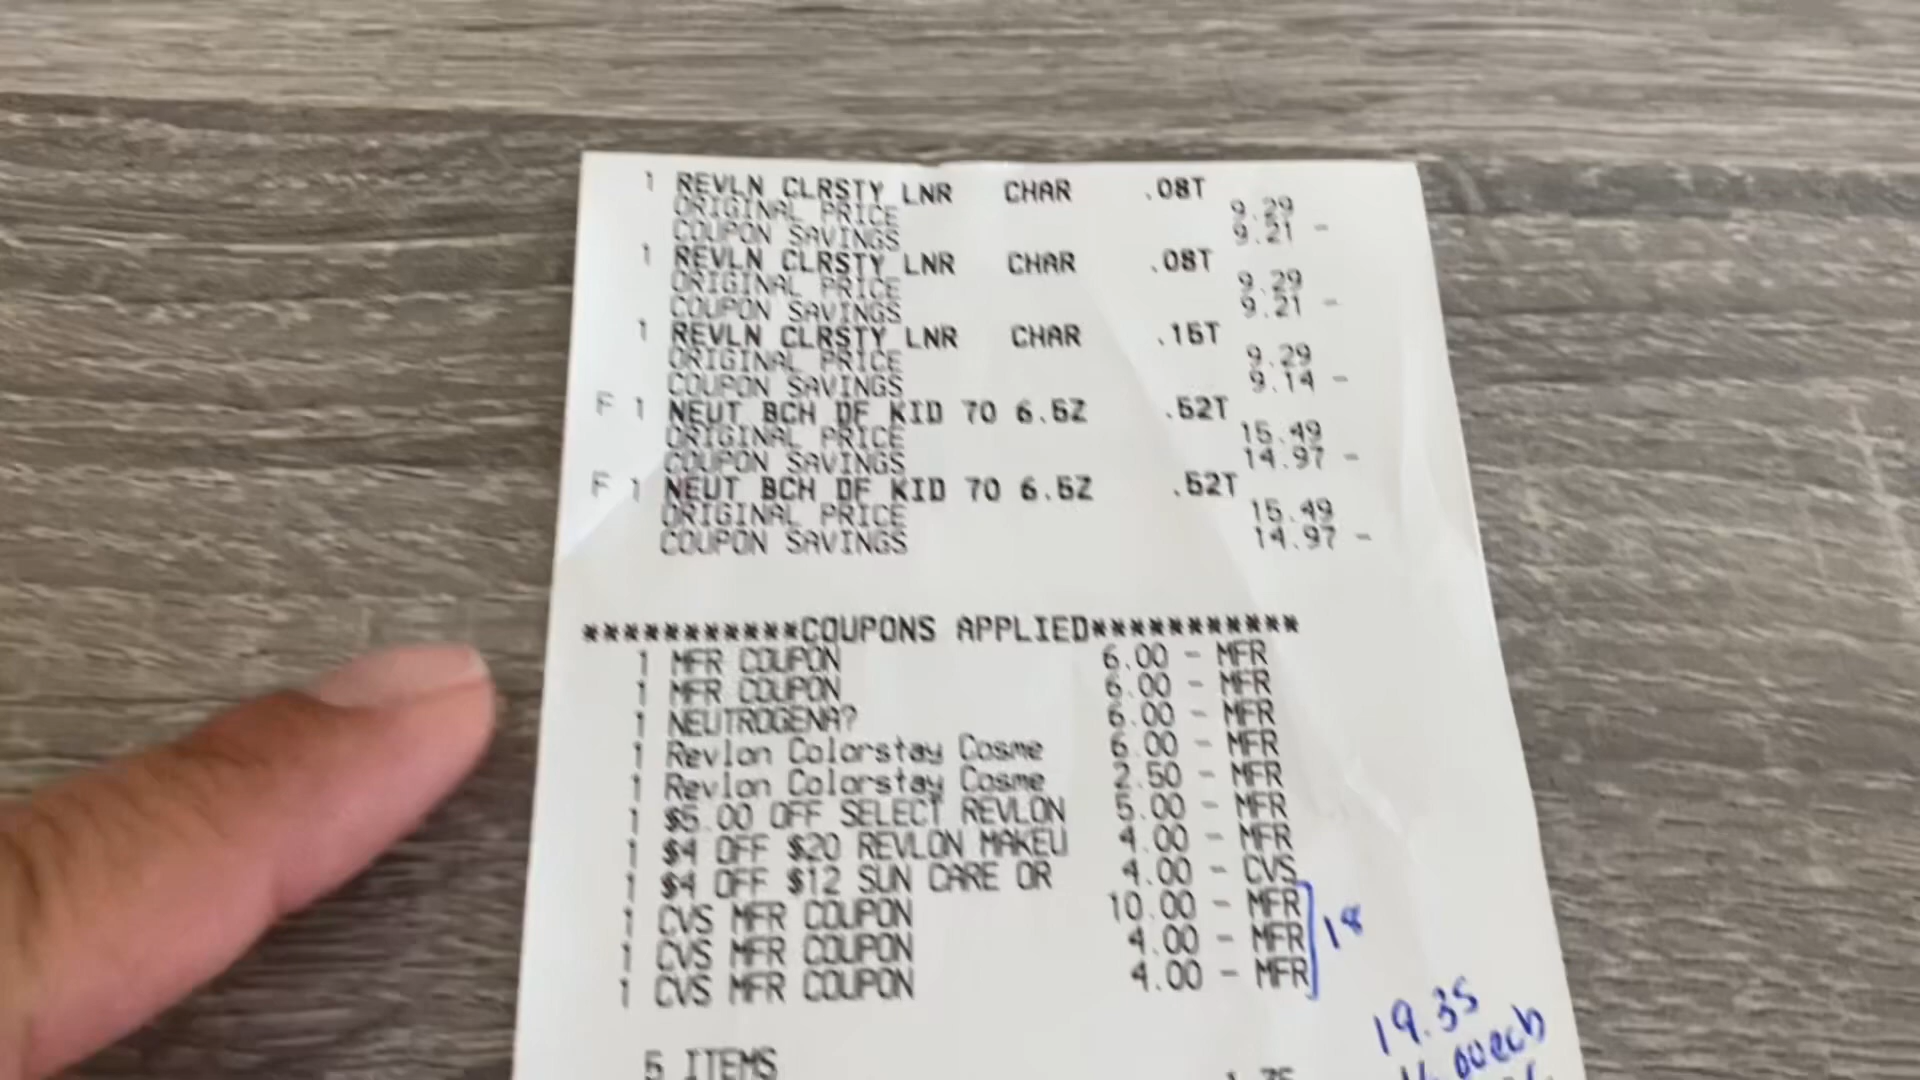 1 REVLN CLRSTY LNR CHAR .08T
ORIGINAL PRICE 9.29
COUPON SAVINGS 9.21 -
1 REVLN CLRSTY LNR CHAR .08T
ORIGINAL PRICE 9.29
COUPON SAVINGS 9.21 -
1 REVLN CLRSTY LNR CHAR .15T
ORIGINAL PRICE 9.29
COUPON SAVINGS 9.14 -
F 1 NEUT BCH DF KID 70 6.5Z .52T
ORIGINAL PRICE 15.49
COUPON SAVINGS 14.97 -
F 1 NEUT BCH DF KID 70 6.5Z .52T
ORIGINAL PRICE 15.49
COUPON SAVINGS 14.97 -
***********COUPONS APPLIED***********
1 MFR COUPON 6.00 - MFR
1 MFR COUPON 6.00 - MFR
1 NEUTROGENA? 6.00 - MFR
1 Revlon Colorstay Cosme 6.00 - MFR
1 Revlon Colorstay Cosme 2.50 - MFR
1 $5.00 OFF SELECT REVLON 5.00 - MFR
1 $4 OFF $20 REVLON MAKEU 4.00 - MFR
1 $4 OFF $12 SUN CARE OR 4.00 - CVS
1 CVS MFR COUPON 10.00 - MFR
1 CVS MFR COUPON 4.00 - MFR 18
1 CVS MFR COUPON 4.00 - MFR
19.35
5 ITEMS